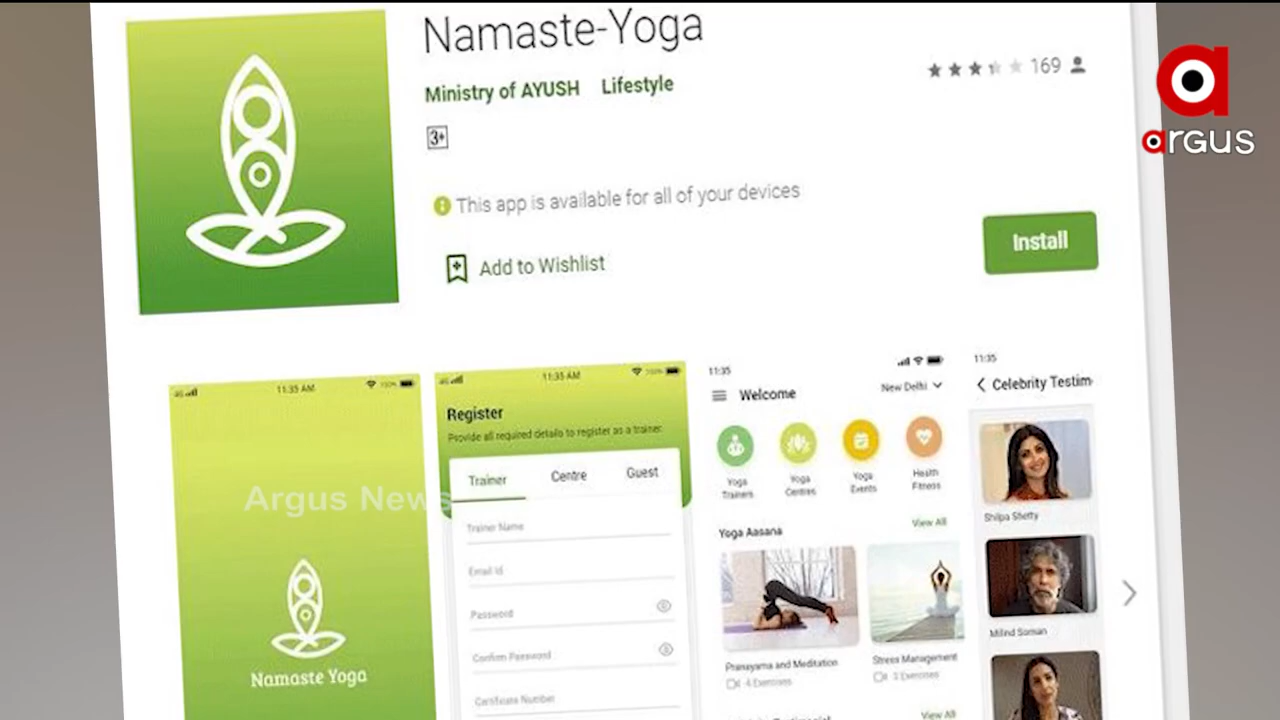 Namaste-Yoga
Ministry of AYUSH Lifestyle
169
3+
This app is available for all of your devices
Add to Wishlist
Install
argus
Argus News
11:35 AM
Namaste Yoga
11:35 AM
Register
Provide all required details to register as a trainer.
Trainer Centre Guest
Trainer Name
Email Id
Password
Confirm Password
Certificate Number
11:35
Welcome
New Delhi
Yoga Trainers
Yoga Centres
Yoga Events
Health Fitness
Yoga Aasana
View All
Pranayama and Meditation
4 Exercises
Stress Management
View All
11:35
Celebrity Testim
Shilpa Shetty
Milind Soman